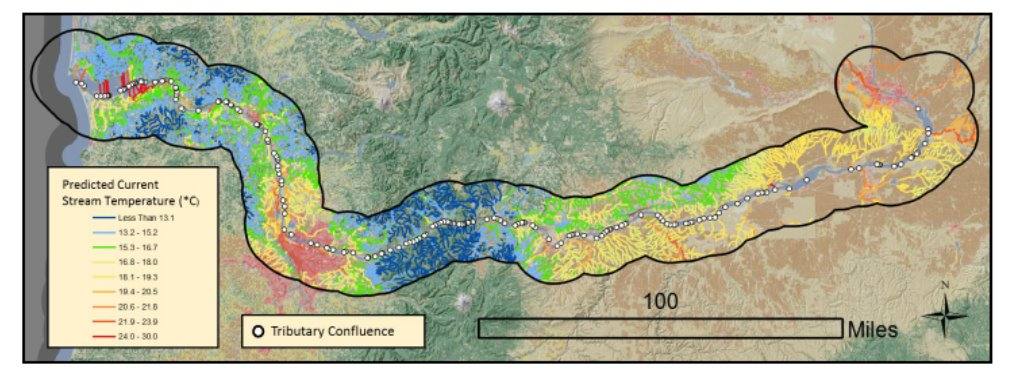 Predicted Current
Stream Temperature (°C)
Less Than 13.1
13.2 - 15.2
15.3 - 16.7
16.8 - 18.0
18.1 - 19.3
19.4 - 20.5
20.6 - 21.8
21.9 - 23.9
24.0 - 30.0
Tributary Confluence
100
Miles
N